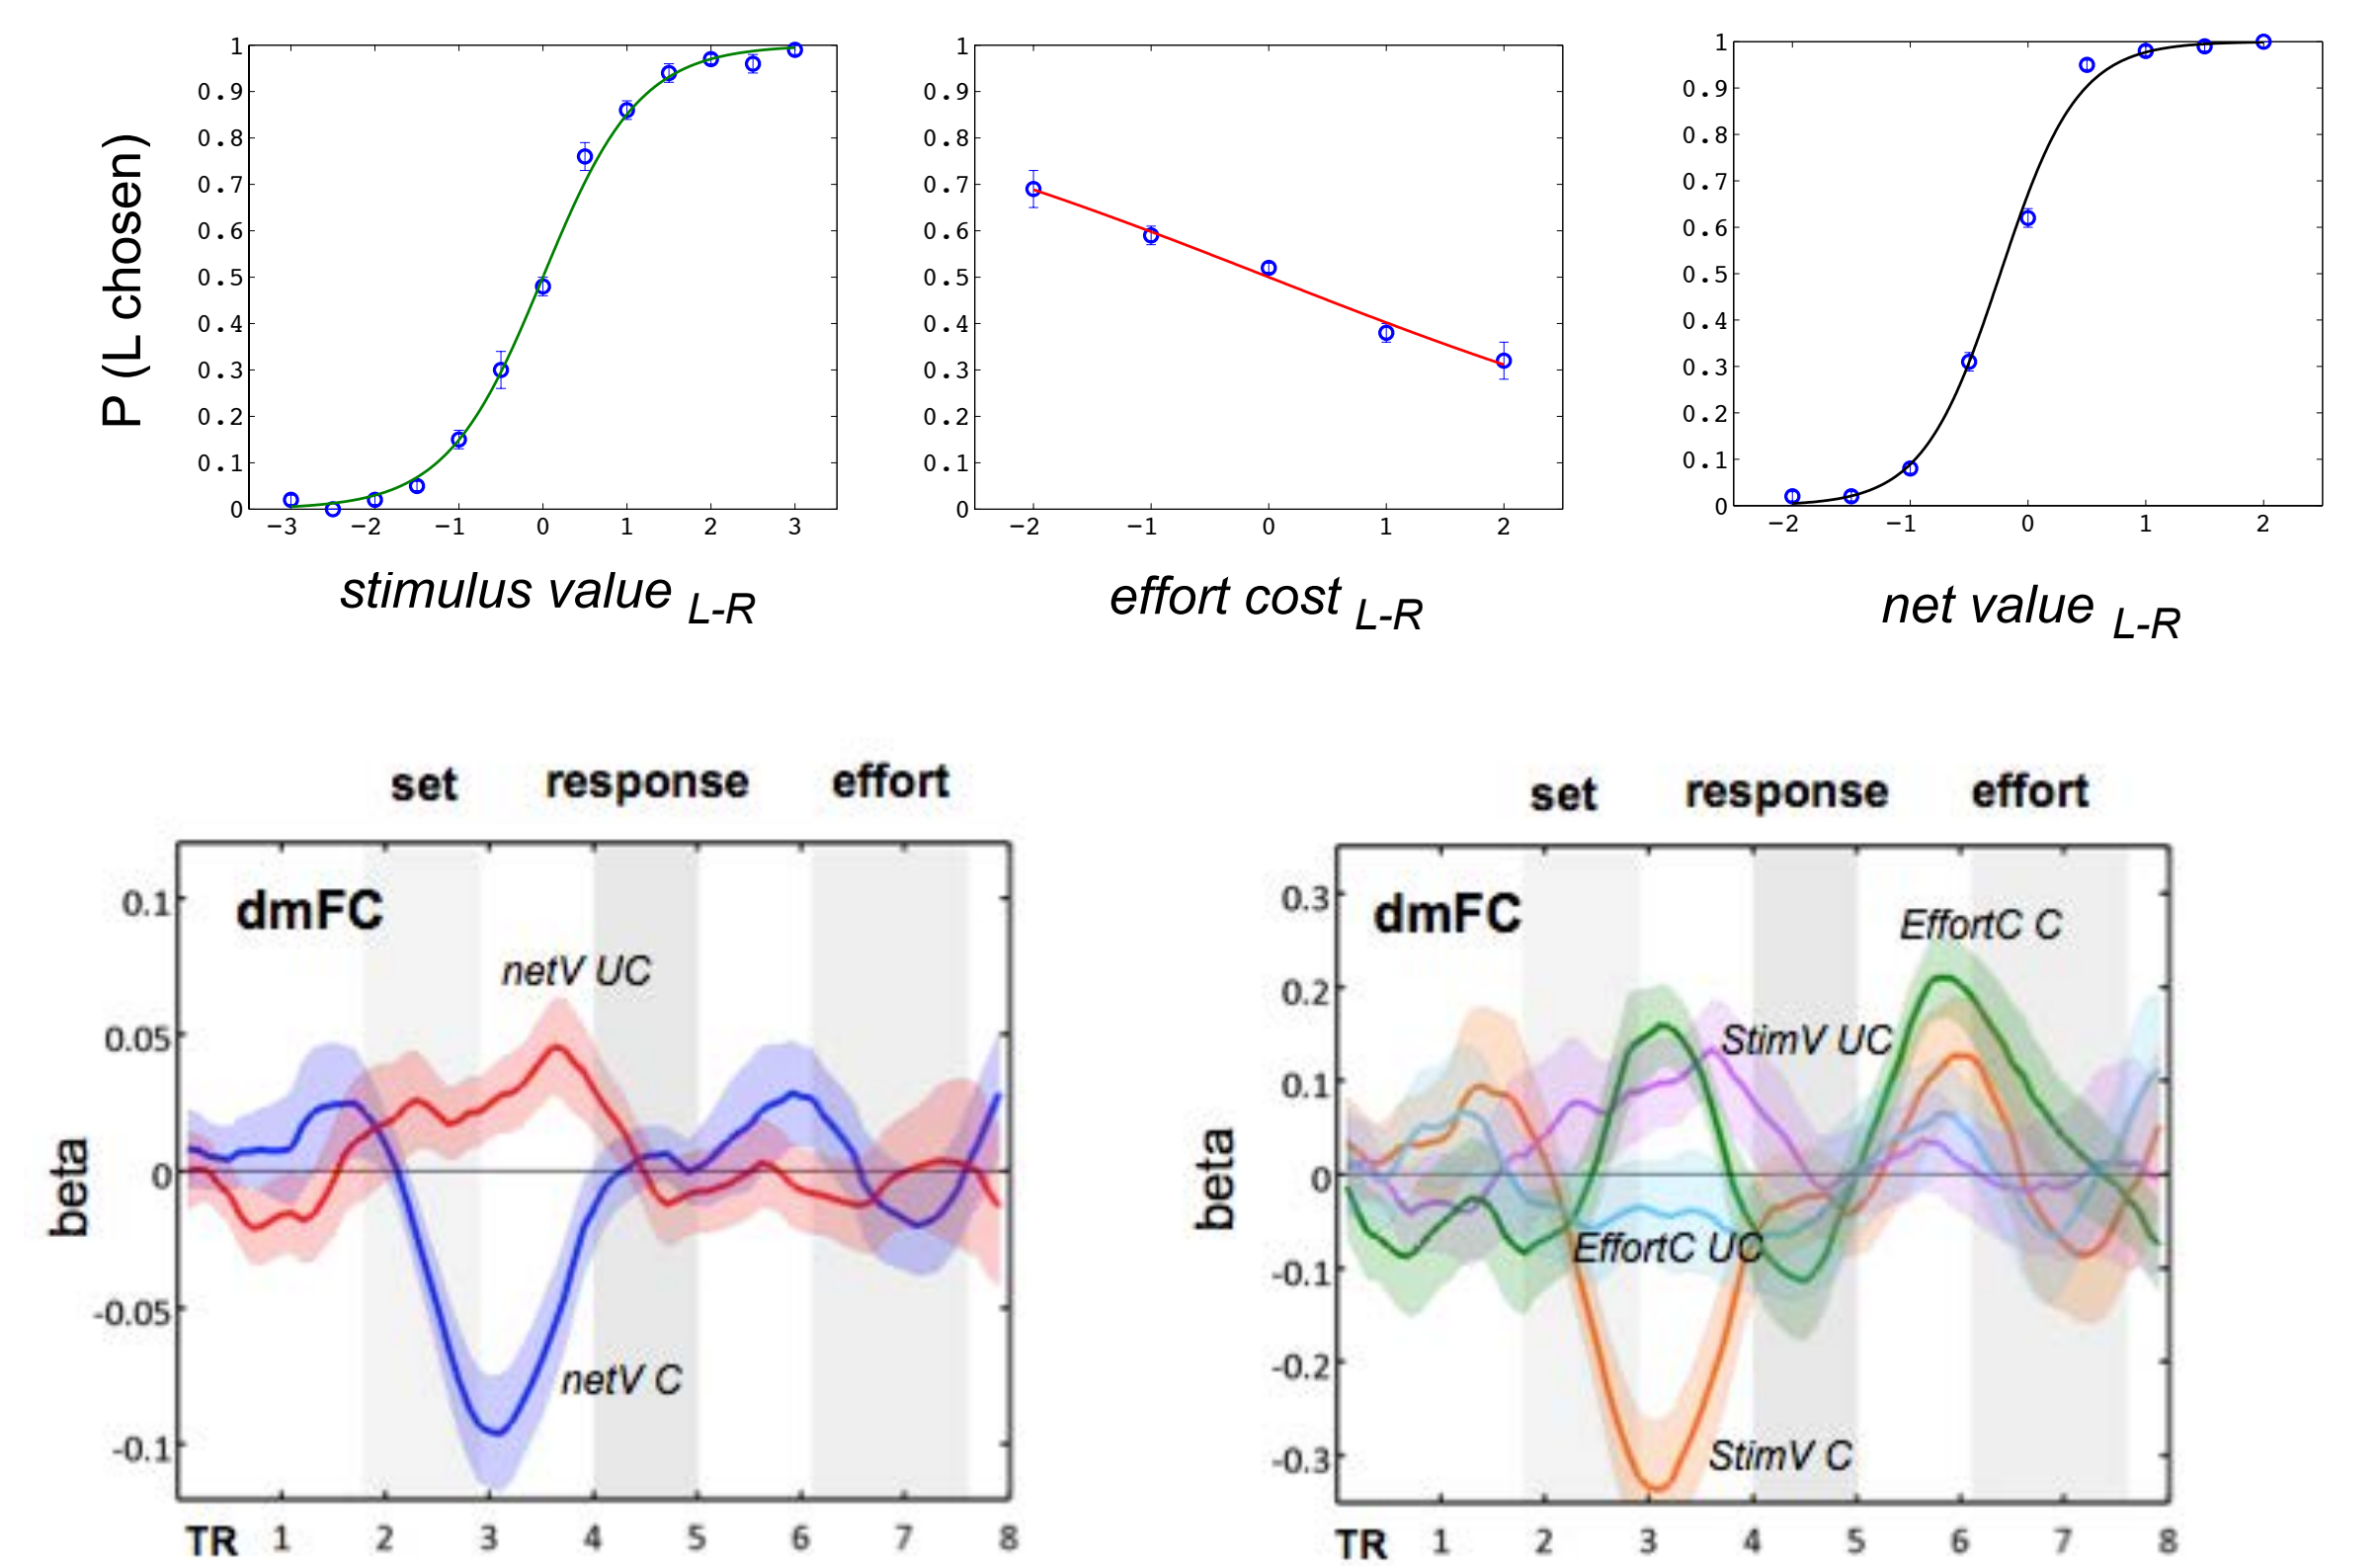 P (L chosen)
1
0.9
0.8
0.7
0.6
0.5
0.4
0.3
0.2
0.1
0
−3 −2 −1 0 1 2 3
stimulus value L-R
1
0.9
0.8
0.7
0.6
0.5
0.4
0.3
0.2
0.1
0
−2 −1 0 1 2
effort cost L-R
1
0.9
0.8
0.7
0.6
0.5
0.4
0.3
0.2
0.1
0
−2 −1 0 1 2
net value L-R
set response effort
dmFC
netV UC
netV C
beta
0.1
0.05
0
-0.05
-0.1
TR 1 2 3 4 5 6 7 8
set response effort
dmFC
EffortC C
StimV UC
EffortC UC
StimV C
beta
0.3
0.2
0.1
0
-0.1
-0.2
-0.3
TR 1 2 3 4 5 6 7 8